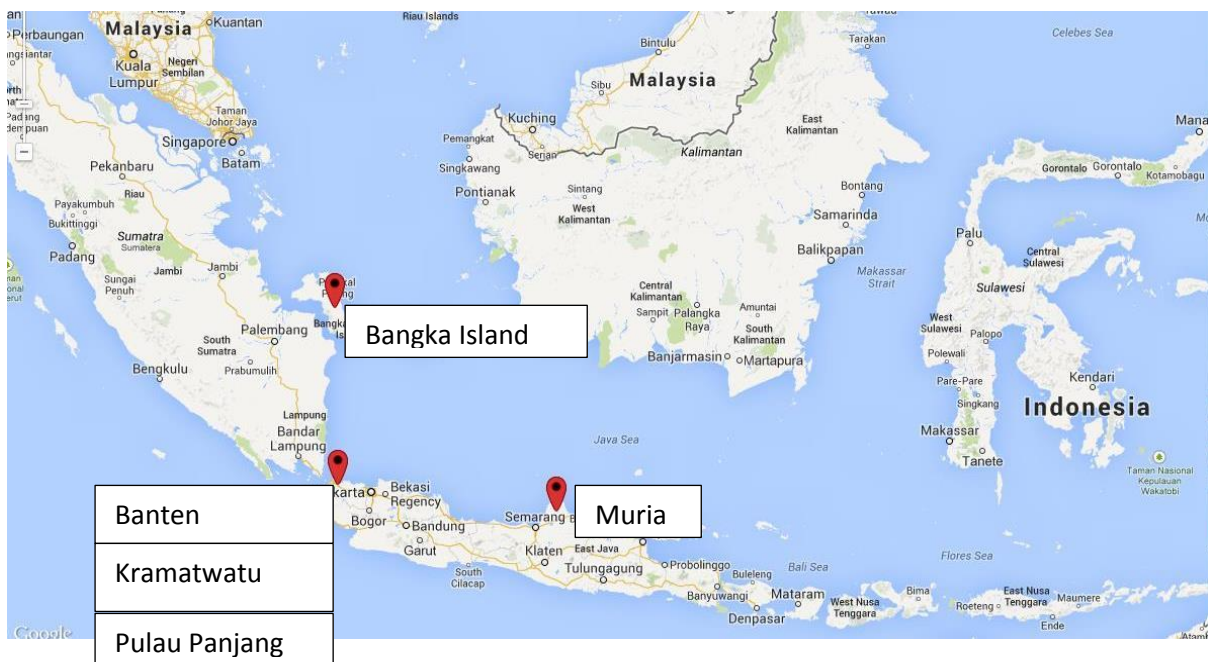 Kuantan
Riau Islands
Celebes Sea
Perbaungan
Malaysia
Bintulu
Tarakan
Kuala
Lumpur
Negeri
Sembilan
Sibu
Malaysia
Taman
Johor Jaya
Kuching
East
Kalimantan
Singapore
Batam
Pemangkat
Serian
Kalimantan
Singkawang
Pekanbaru
Gorontalo
Gorontalo
Kotamobagu
Riau
Pontianak
Sintang
Bontang
Payakumbuh
Bukittinggi
West
Kalimantan
Samarinda
Sumatra
Sumatera
Palu
Padang
Balikpapan
Central
Sulawesi
Jambi
Jambi
Sungai
Penuh
Makassar
Strait
Sulawesi
Central
Kalimantan
Sampit
Palangka
Raya
Amuntai
West
Sulawesi
Palopo
Palembang
Bangka Island
South
Sumatra
South
Kalimantan
Polewali
Bengkulu
Prabumulih
Banjarmasin
Martapura
Kendari
Pare-Pare
Singkang
Indonesia
Lampung
Bandar
Lampung
Java Sea
Makassar
Tanete
Taman Nasional
Kepulauan
Wakatobi
Bekasi
Regency
Banten
Bogor
Bandung
Semarang
Muria
Garut
Klaten
East Java
Flores Sea
Kramatwatu
South
Cilacap
Tulungagung
Probolinggo
Bali Sea
Buleleng
Banyuwangi
Mataram
Denpasar
West Nusa
Tenggara
Bima
Roeteng
East Nusa
Tenggara
Maumere
Ende
Google
Pulau Panjang